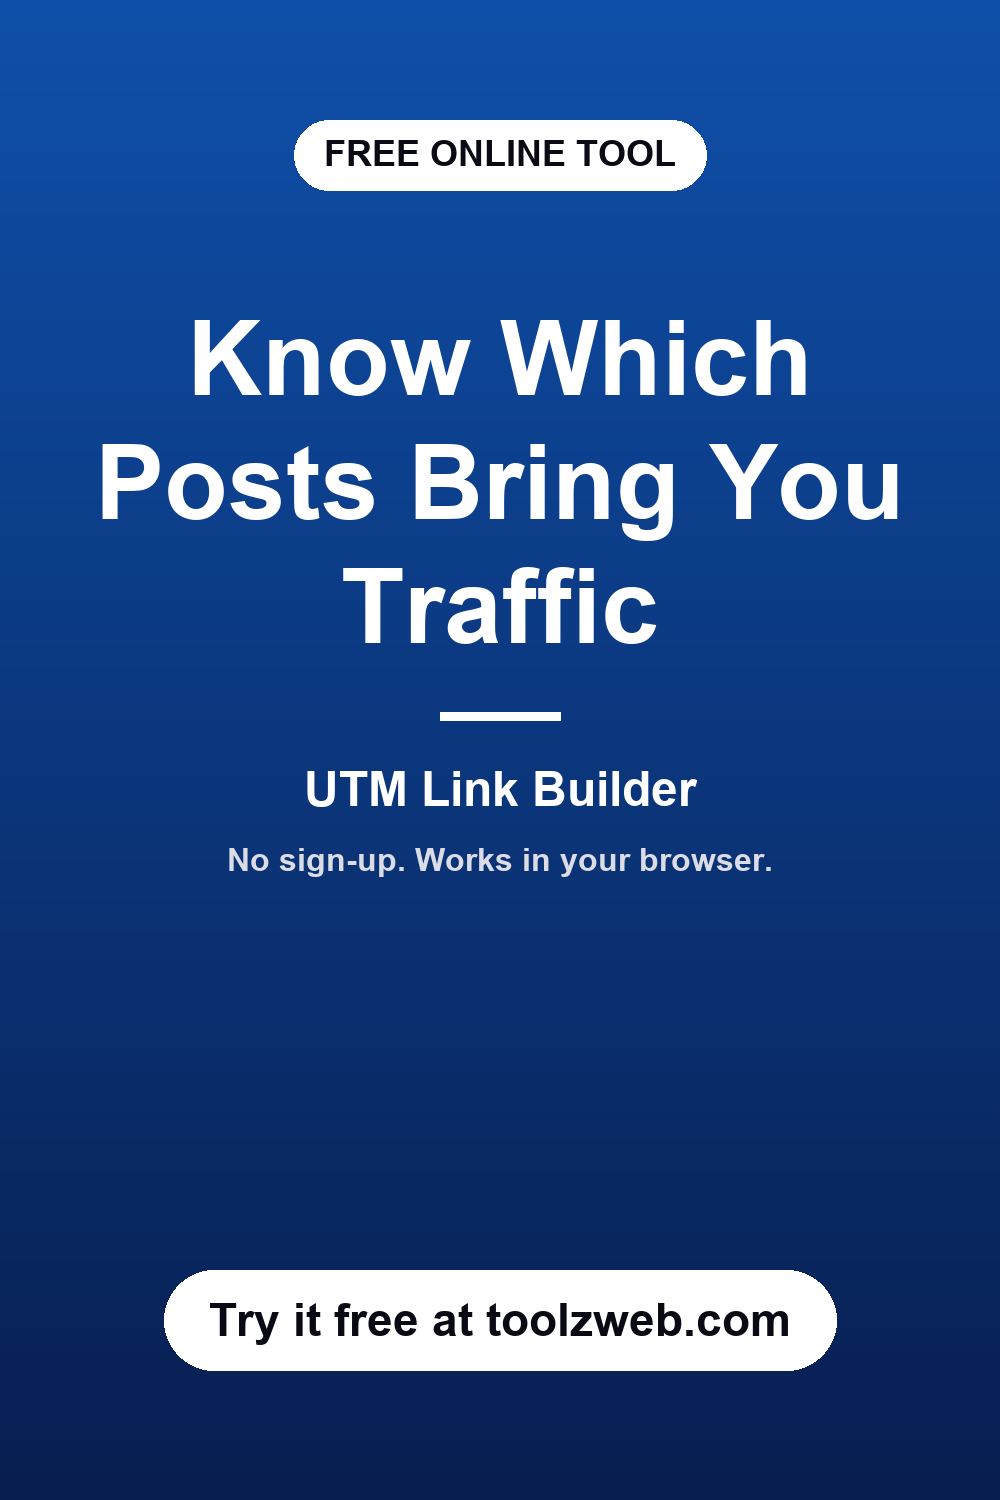 FREE ONLINE TOOL
Know Which
Posts Bring You
Traffic
UTM Link Builder
No sign-up. Works in your browser.
Try it free at toolzweb.com